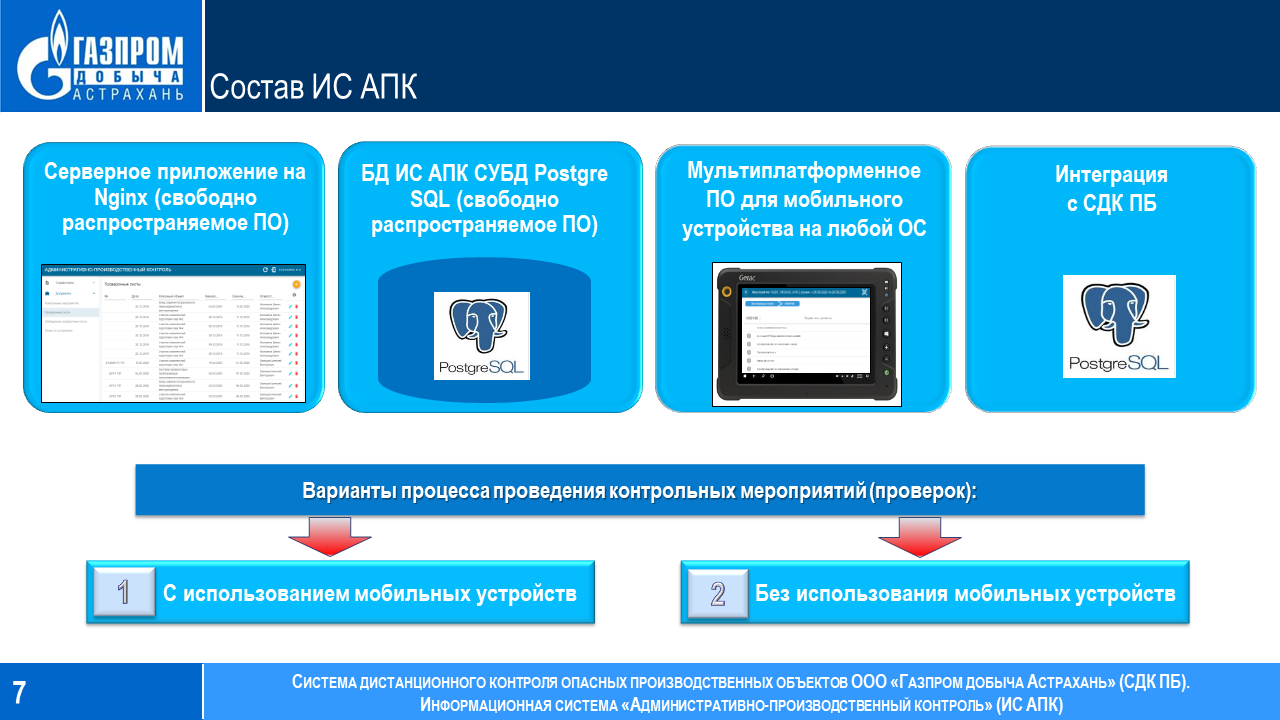 ГАЗПРОМ
ДОБЫЧА
АСТРАХАНЬ
Состав ИС АПК
Серверное приложение на
Nginx (свободно
распространяемое ПО)
АДМИНИСТРАТИВНО-ПРОИЗВОДСТВЕННЫЙ КОНТРОЛЬ
Проверочные листы
БД ИС АПК СУБД Postgre
SQL (свободно
распространяемое ПО)
PostgreSQL
Мультиплатформенное
ПО для мобильного
устройства на любой ОС
Getac
Интеграция
с СДК ПБ
PostgreSQL
Варианты процесса проведения контрольных мероприятий (проверок):
1
С использованием мобильных устройств
2
Без использования мобильных устройств
7
Система дистанционного контроля опасных производственных объектов ООО «Газпром добыча Астрахань» (СДК ПБ).
Информационная система «Административно-производственный контроль» (ИС АПК)